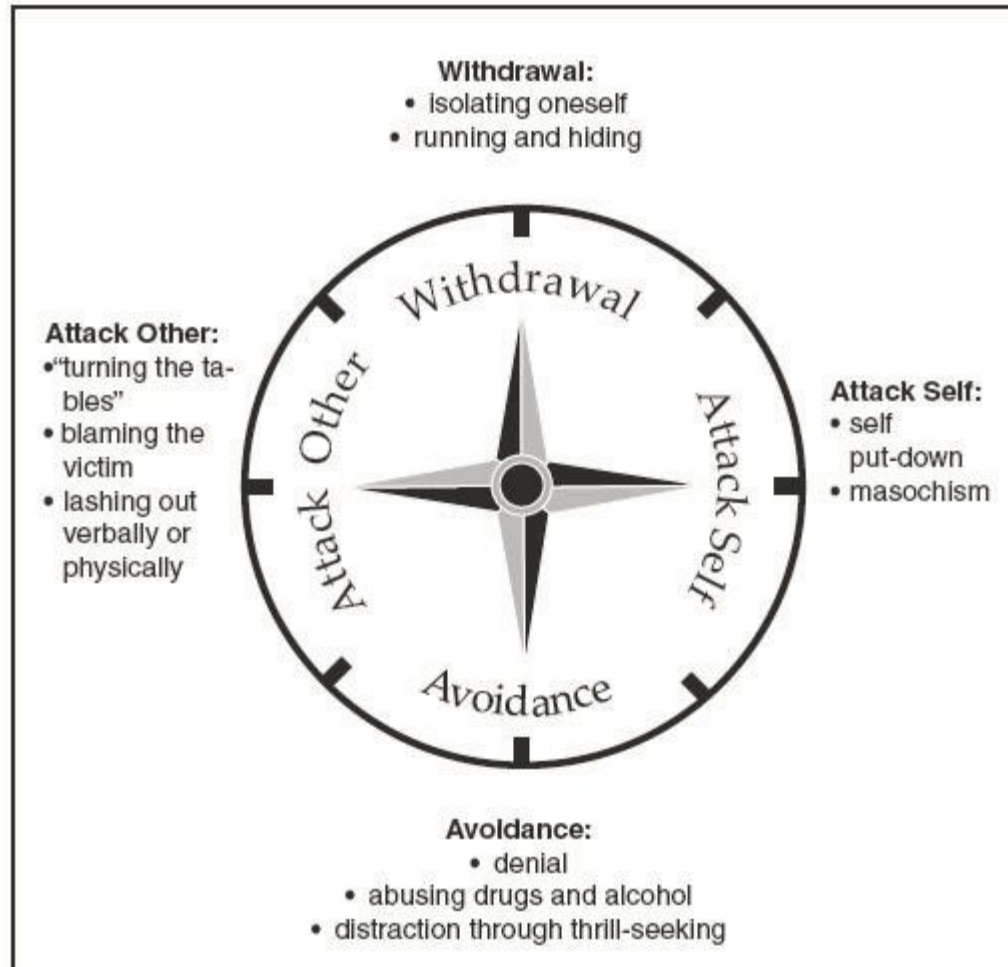 Withdrawal:
• isolating oneself
• running and hiding
Withdrawal
Attack Other:
•“turning the ta-
bles”
• blaming the
victim
• lashing out
verbally or
physically
Attack Other
Attack Self
Attack Self:
• self
put-down
• masochism
Avoidance
Avoidance:
• denial
• abusing drugs and alcohol
• distraction through thrill-seeking